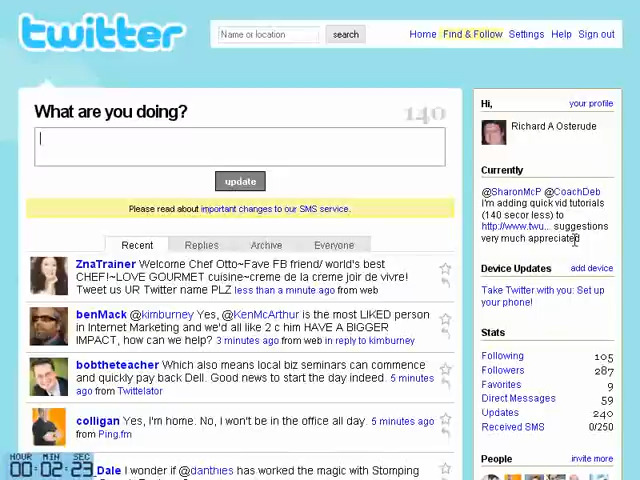 twitter
Name or location
search
Home Find & Follow Settings Help Sign out
What are you doing?
140
update
Please read about important changes to our SMS service.
Recent Replies Archive Everyone
ZnaTrainer Welcome Chef Otto~Fave FB friend/ world's best
CHEF!~LOVE GOURMET cuisine~creme de la creme joir de vivre!
Tweet us UR Twitter name PLZ less than a minute ago from web
benMack @kimburney Yes, @KenMcArthur is the most LIKED person
in Internet Marketing and we'd all like 2 c him HAVE A BIGGER
IMPACT, how can we help? 3 minutes ago from web in reply to kimburney
bobtheteacher Which also means local biz seminars can commence
and quickly pay back Dell. Good news to start the day indeed. 5 minutes
ago from Twittelator
colligan Yes, I'm home. No, I won't be in the office all day. 5 minutes ago
from Ping.fm
Dale I wonder if @danthies has worked the magic with Stomping
HOUR MIN SEC
00:02:23
Hi, your profile
Richard A Osterude
Currently
@SharonMcP @CoachDeb
I'm adding quick vid tutorials
(140 secor less) to
http://www.twu... suggestions
very much appreciated
Device Updates add device
Take Twitter with you: Set up
your phone!
Stats
Following 105
Followers 287
Favorites 9
Direct Messages 59
Updates 240
Received SMS 0/250
People invite more